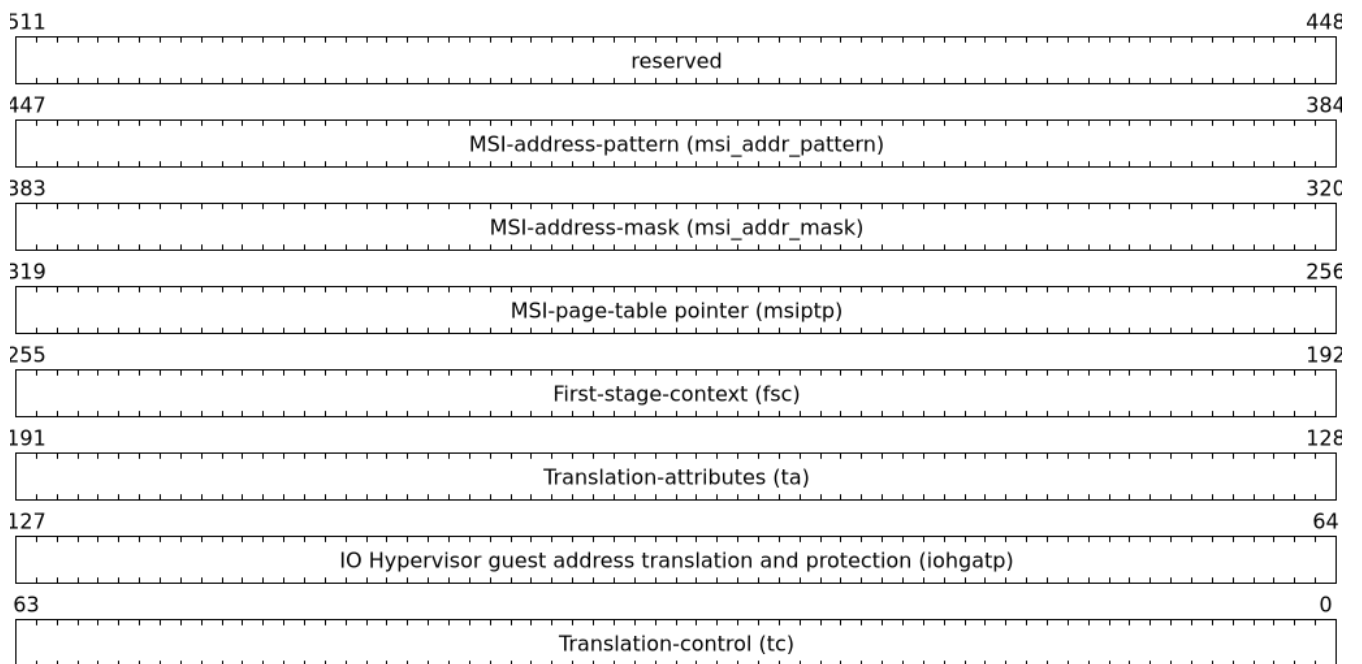 511 448
reserved
447 384
MSI-address-pattern (msi_addr_pattern)
383 320
MSI-address-mask (msi_addr_mask)
319 256
MSI-page-table pointer (msiptp)
255 192
First-stage-context (fsc)
191 128
Translation-attributes (ta)
127 64
IO Hypervisor guest address translation and protection (iohgatp)
63 0
Translation-control (tc)